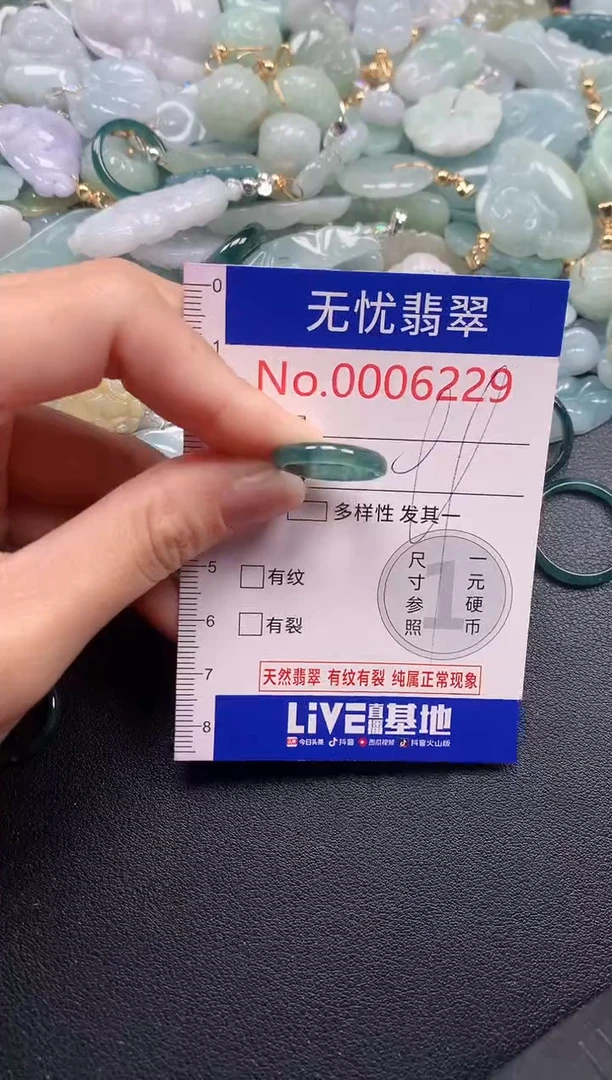 0
无忧翡翠
1
No.0006229
多样性 发其一
5
有纹
尺寸参照
一元硬币
1
6
有裂
7
天然翡翠 有纹有裂 纯属正常现象
8
LiVE直播基地
今日头条 抖音 西瓜视频 抖音火山版